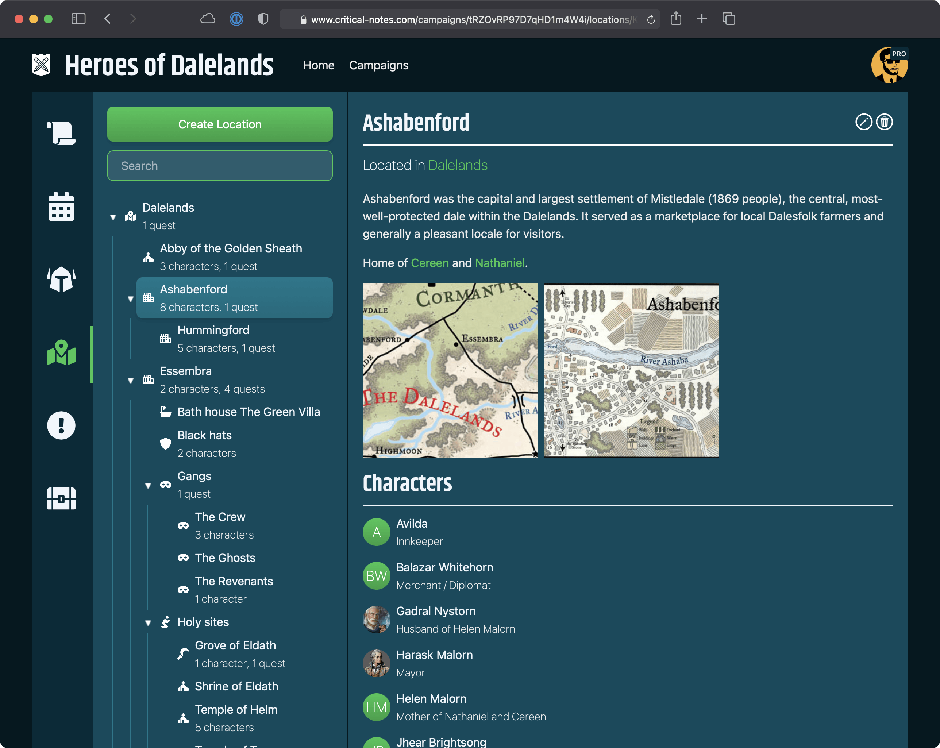 www.critical-notes.com/campaigns/tRZOvRP97D7qHD1m4W4i/locations/
Heroes of Dalelands
Home
Campaigns
PRO
Create Location
Search
Dalelands
1 quest
Abby of the Golden Sheath
3 characters, 1 quest
Ashabenford
8 characters, 1 quest
Hummingford
5 characters, 1 quest
Essembra
2 characters, 4 quests
Bath house The Green Villa
Black hats
2 characters
Gangs
1 quest
The Crew
3 characters
The Ghosts
The Revenants
1 character
Holy sites
Grove of Eldath
1 character, 1 quest
Shrine of Eldath
Temple of Helm
5 characters
Ashabenford
Located in Dalelands
Ashabenford was the capital and largest settlement of Mistledale (1869 people), the central, most-
well-protected dale within the Dalelands. It served as a marketplace for local Dalesfolk farmers and
generally a pleasant locale for visitors.
Home of Cereen and Nathaniel.
CORMANTH
WDALE
RIVER D
ABENFORD
ESSEMBRA
THE DALELANDS
RIVER A
HIGHMOON
Ashabenfo
River Ashaba
Legend
Characters
A
Avilda
Innkeeper
BW
Balazar Whitehorn
Merchant / Diplomat
Gadral Nystorn
Husband of Helen Malorn
Harask Malorn
Mayor
HM
Helen Malorn
Mother of Nathaniel and Cereen
Jhear Brightsong